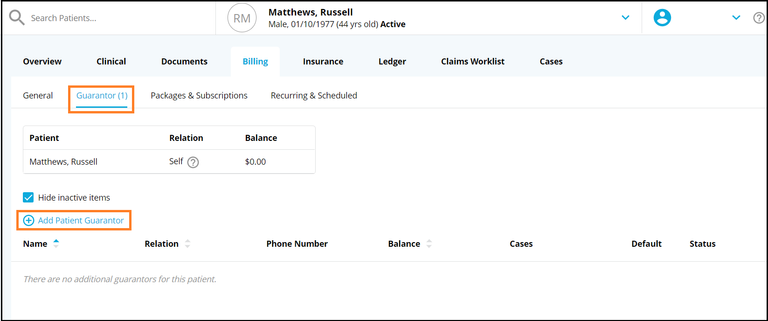 Search Patients...
RM
Matthews, Russell
Male, 01/10/1977 (44 yrs old) Active
?
Overview Clinical Documents Billing Insurance Ledger Claims Worklist Cases
General Guarantor (1) Packages & Subscriptions Recurring & Scheduled
Patient Relation Balance
Matthews, Russell Self ? $0.00
Hide inactive items
Add Patient Guarantor
Name Relation Phone Number Balance Cases Default Status
There are no additional guarantors for this patient.